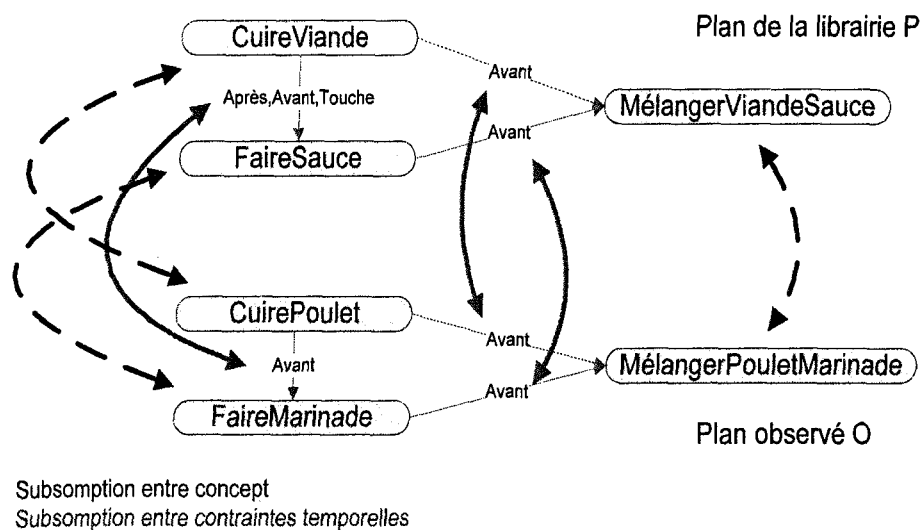 Plan de la librairie P
CuireViande
Avant
Après,Avant,Touche
MélangerViandeSauce
Avant
FaireSauce
CuirePoulet
Avant
Avant
MélangerPouletMarinade
Avant
FaireMarinade
Plan observé O
Subsomption entre concept
Subsomption entre contraintes temporelles